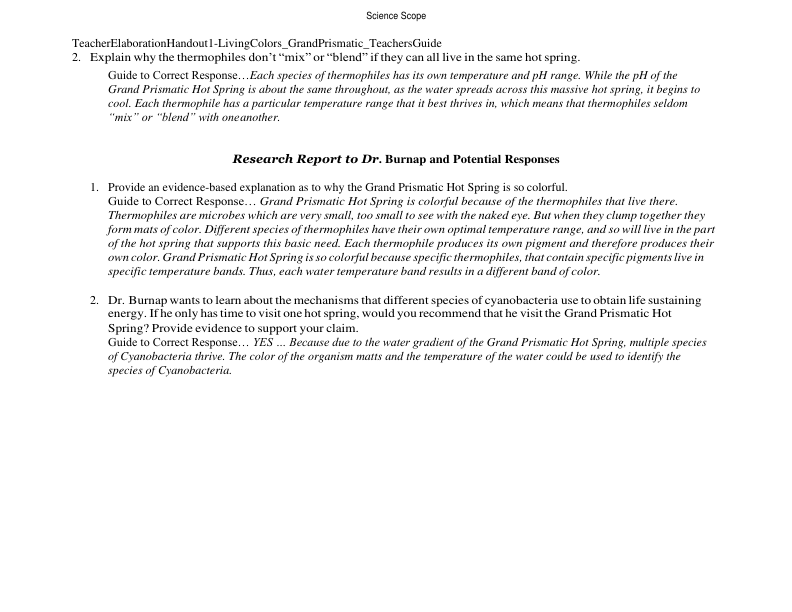 Science Scope
TeacherElaborationHandout1-LivingColors_GrandPrismatic_TeachersGuide
2. Explain why the thermophiles don’t “mix” or “blend” if they can all live in the same hot spring.
Guide to Correct Response…Each species of thermophiles has its own temperature and pH range. While the pH of the
Grand Prismatic Hot Spring is about the same throughout, as the water spreads across this massive hot spring, it begins to
cool. Each thermophile has a particular temperature range that it best thrives in, which means that thermophiles seldom
“mix” or “blend” with oneanother.
Research Report to Dr. Burnap and Potential Responses
1. Provide an evidence-based explanation as to why the Grand Prismatic Hot Spring is so colorful.
Guide to Correct Response… Grand Prismatic Hot Spring is colorful because of the thermophiles that live there.
Thermophiles are microbes which are very small, too small to see with the naked eye. But when they clump together they
form mats of color. Different species of thermophiles have their own optimal temperature range, and so will live in the part
of the hot spring that supports this basic need. Each thermophile produces its own pigment and therefore produces their
own color. Grand Prismatic Hot Spring is so colorful because specific thermophiles, that contain specific pigments live in
specific temperature bands. Thus, each water temperature band results in a different band of color.
2. Dr. Burnap wants to learn about the mechanisms that different species of cyanobacteria use to obtain life sustaining
energy. If he only has time to visit one hot spring, would you recommend that he visit the Grand Prismatic Hot
Spring? Provide evidence to support your claim.
Guide to Correct Response… YES ... Because due to the water gradient of the Grand Prismatic Hot Spring, multiple species
of Cyanobacteria thrive. The color of the organism matts and the temperature of the water could be used to identify the
species of Cyanobacteria.